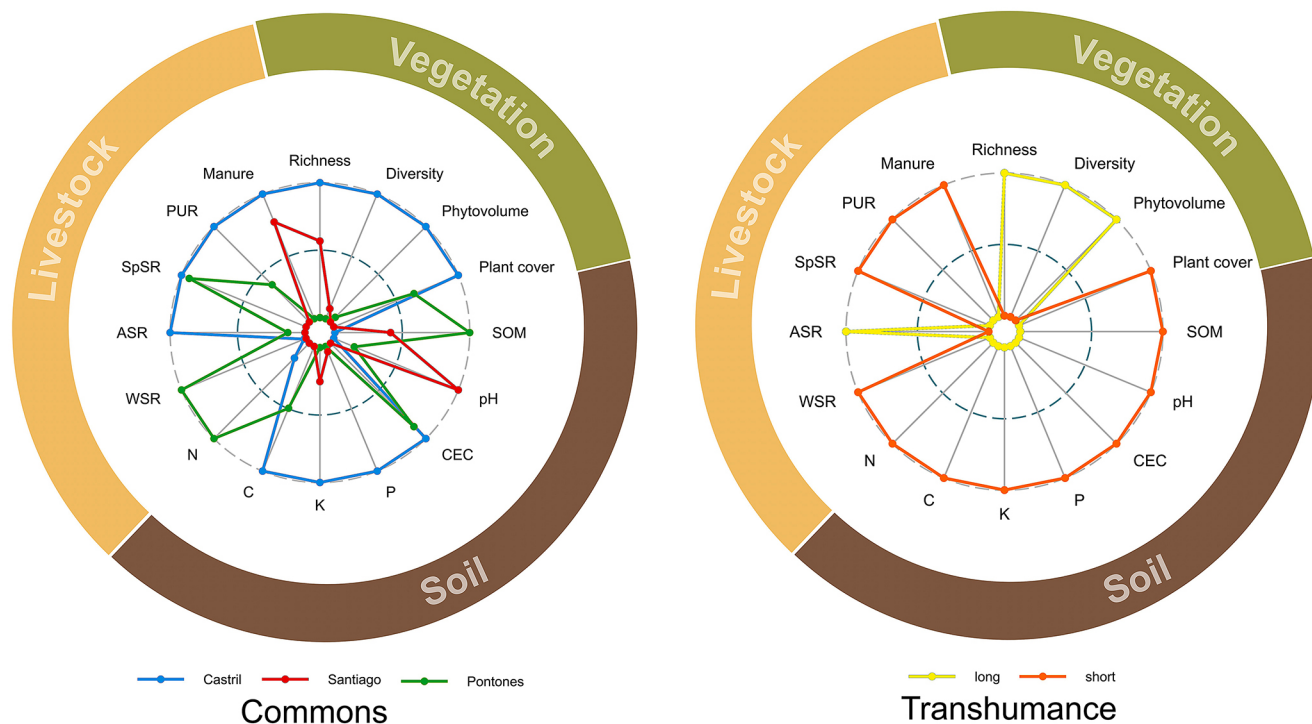 Livestock
Vegetation
Soil
Richness
Diversity
Phytovolume
Plant cover
SOM
pH
CEC
P
K
C
N
WSR
ASR
SpSR
PUR
Manure
Castril
Santiago
Pontones
Commons
Livestock
Vegetation
Soil
Richness
Diversity
Phytovolume
Plant cover
SOM
pH
CEC
P
K
C
N
WSR
ASR
SpSR
PUR
Manure
long
short
Transhumance